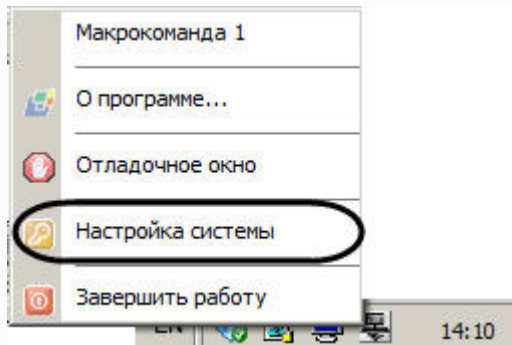 Макрокоманда 1
О программе...
Отладочное окно
Настройка системы
Завершить работу
EN 14:10